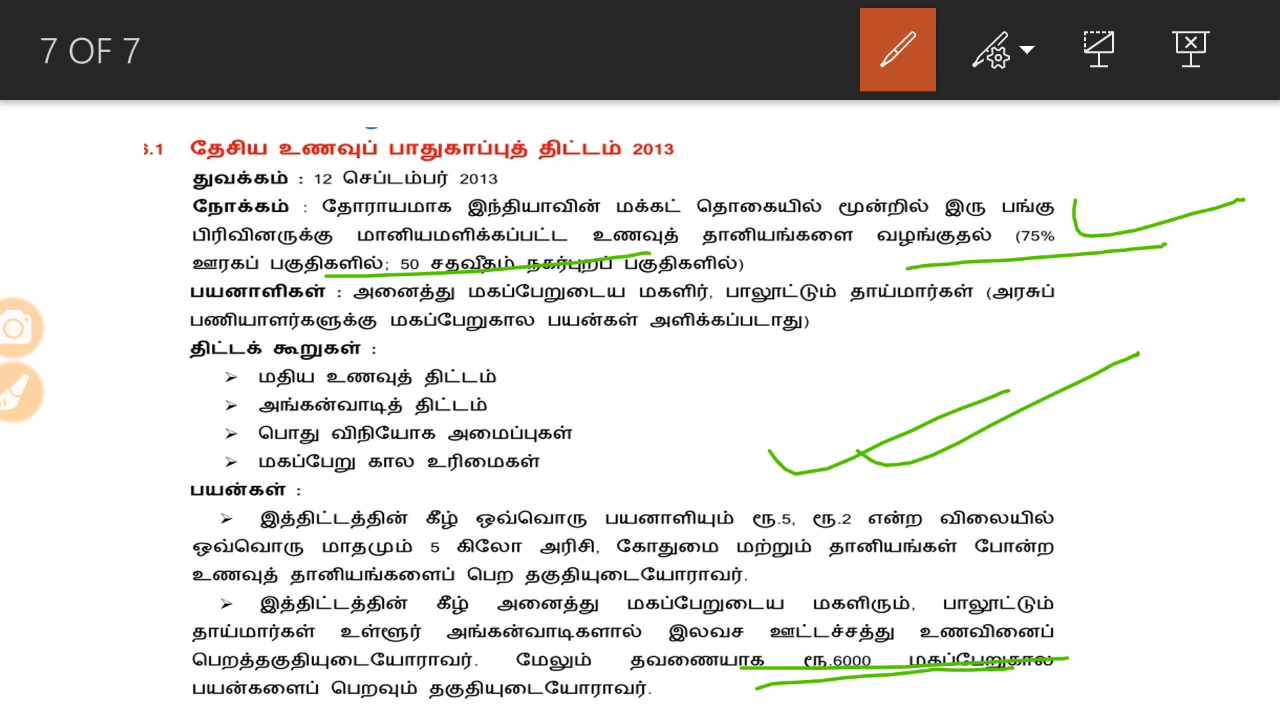 7 OF 7
6.1 தேசிய உணவுப் பாதுகாப்புத் திட்டம் 2013
துவக்கம் : 12 செப்டம்பர் 2013
நோக்கம் : தோராயமாக இந்தியாவின் மக்கட் தொகையில் மூன்றில் இரு பங்கு
பிரிவினருக்கு மானியமளிக்கப்பட்ட உணவுத் தானியங்களை வழங்குதல் (75%
ஊரகப் பகுதிகளில்; 50 சதவீதம் நகர்புறப் பகுதிகளில்)
பயனாளிகள் : அனைத்து மகப்பேறுடைய மகளிர், பாலூட்டும் தாய்மார்கள் (அரசுப்
பணியாளர்களுக்கு மகப்பேறுகால பயன்கள் அளிக்கப்படாது)
திட்டக் கூறுகள் :
➢ மதிய உணவுத் திட்டம்
➢ அங்கன்வாடித் திட்டம்
➢ பொது விநியோக அமைப்புகள்
➢ மகப்பேறு கால உரிமைகள்
பயன்கள் :
➢ இத்திட்டத்தின் கீழ் ஒவ்வொரு பயனாளியும் ரூ.5, ரூ.2 என்ற விலையில்
ஒவ்வொரு மாதமும் 5 கிலோ அரிசி, கோதுமை மற்றும் தானியங்கள் போன்ற
உணவுத் தானியங்களைப் பெற தகுதியுடையோராவர்.
➢ இத்திட்டத்தின் கீழ் அனைத்து மகப்பேறுடைய மகளிரும், பாலூட்டும்
தாய்மார்கள் உள்ளூர் அங்கன்வாடிகளால் இலவச ஊட்டச்சத்து உணவினைப்
பெறத்தகுதியுடையோராவர். மேலும் தவணையாக ரூ.6000 மகப்பேறுகால
பயன்களைப் பெறவும் தகுதியுடையோராவர்.